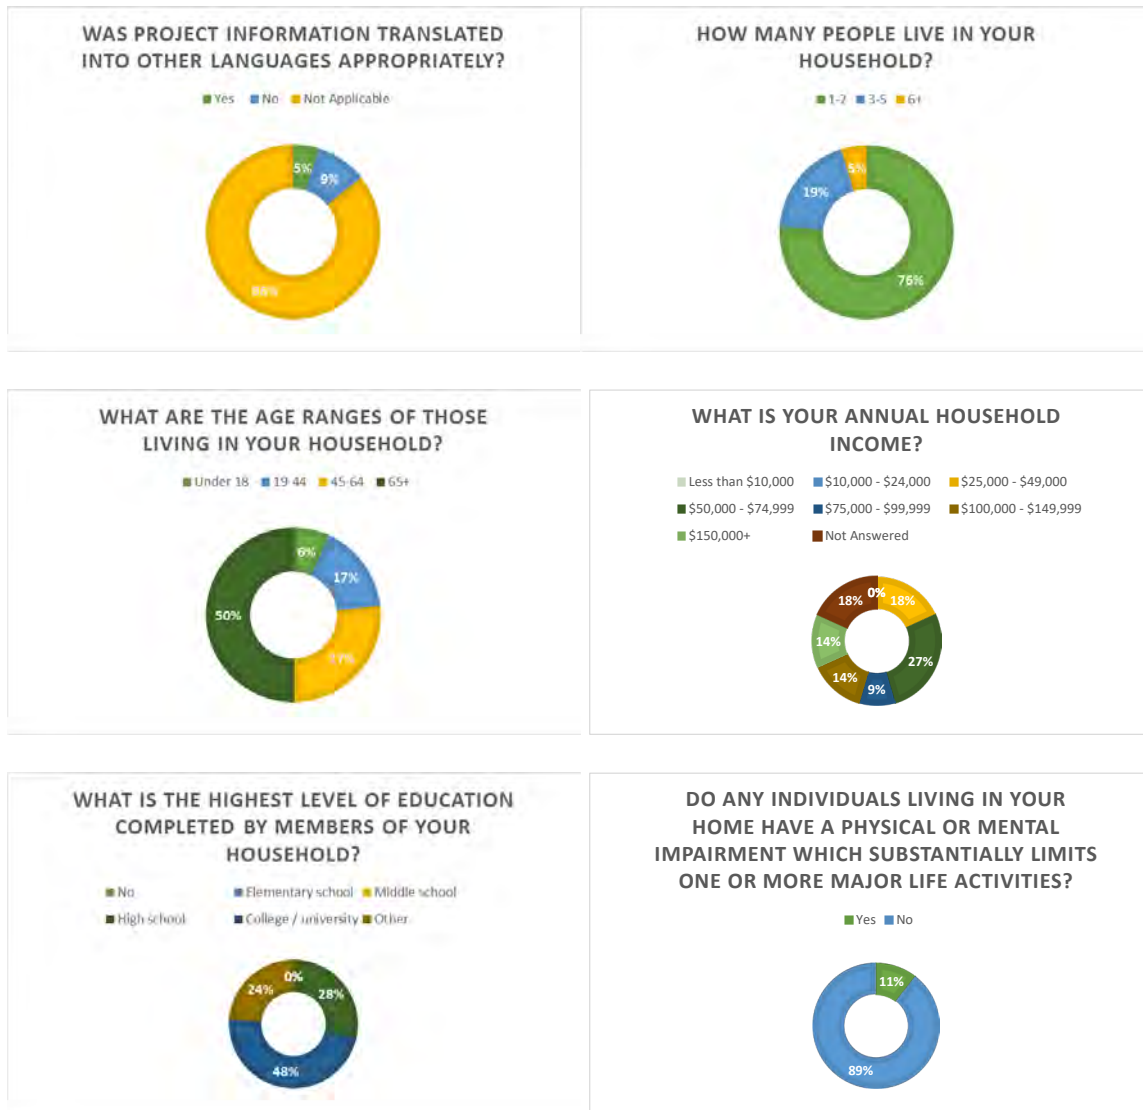 WAS PROJECT INFORMATION TRANSLATED
INTO OTHER LANGUAGES APPROPRIATELY?
Yes No Not Applicable
5%
9%
HOW MANY PEOPLE LIVE IN YOUR
HOUSEHOLD?
1-2 3-5 6+
5%
19%
76%
WHAT ARE THE AGE RANGES OF THOSE
LIVING IN YOUR HOUSEHOLD?
Under 18 19-44 45-64 65+
6%
17%
50%
WHAT IS YOUR ANNUAL HOUSEHOLD
INCOME?
Less than $10,000 $10,000 - $24,000 $25,000 - $49,000
$50,000 - $74,999 $75,000 - $99,999 $100,000 - $149,999
$150,000+ Not Answered
18% 0% 18%
14%
27%
14%
9%
WHAT IS THE HIGHEST LEVEL OF EDUCATION
COMPLETED BY MEMBERS OF YOUR
HOUSEHOLD?
No Elementary school Middle school
High school College / university Other
0%
24% 28%
48%
DO ANY INDIVIDUALS LIVING IN YOUR
HOME HAVE A PHYSICAL OR MENTAL
IMPAIRMENT WHICH SUBSTANTIALLY LIMITS
ONE OR MORE MAJOR LIFE ACTIVITIES?
Yes No
11%
89%